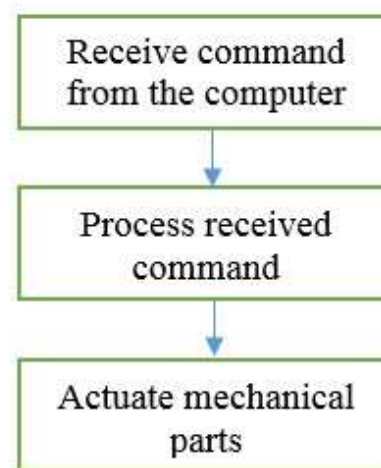 Receive command
from the computer
Process received
command
Actuate mechanical
parts